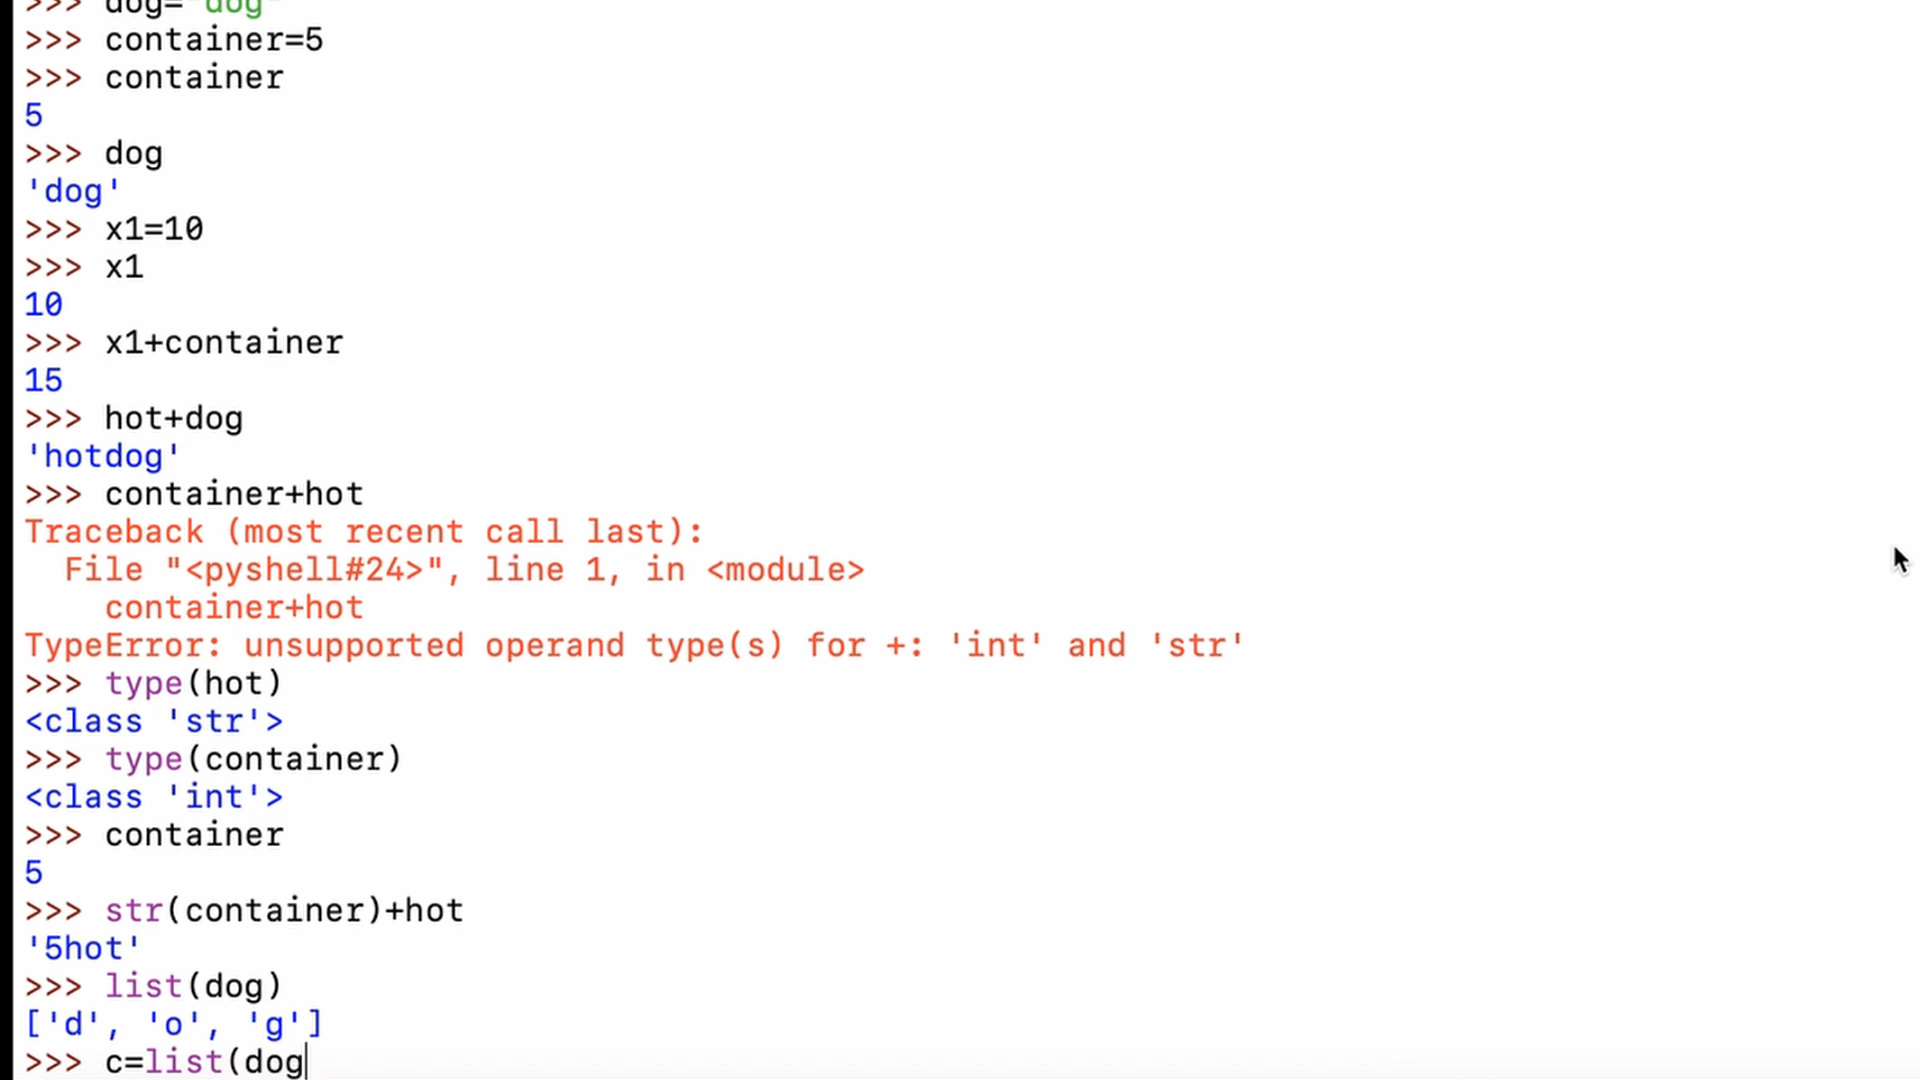 >>> dog="dog"
>>> container=5
>>> container
5
>>> dog
'dog'
>>> x1=10
>>> x1
10
>>> x1+container
15
>>> hot+dog
'hotdog'
>>> container+hot
Traceback (most recent call last):
  File "<pyshell#24>", line 1, in <module>
    container+hot
TypeError: unsupported operand type(s) for +: 'int' and 'str'
>>> type(hot)
<class 'str'>
>>> type(container)
<class 'int'>
>>> container
5
>>> str(container)+hot
'5hot'
>>> list(dog)
['d', 'o', 'g']
>>> c=list(dog